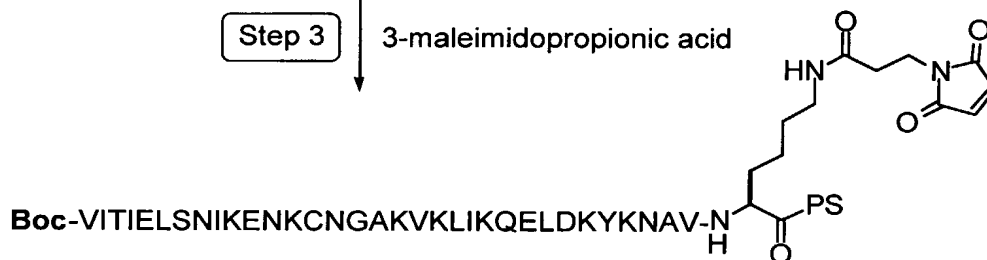 Step 3
3-maleimidopropionic acid
O
O
HN
N
O
Boc-VITIELSNIKENKCNGAKVKLIKQELDKYKNAV-N
H
PS
O